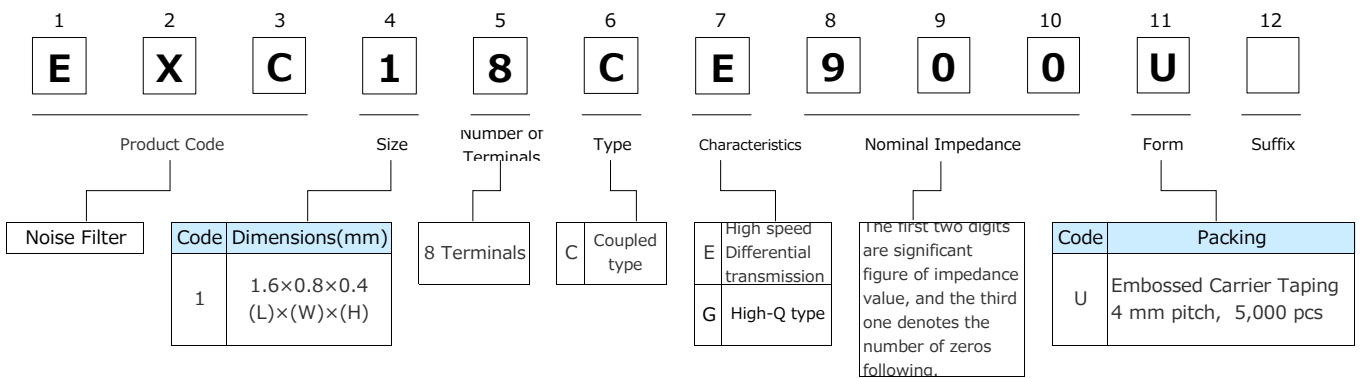 1 2 3 4 5 6 7 8 9 10 11 12
E X C 1 8 C E 9 0 0 U
Product Code
Size
Number of
Terminals
Type
Characteristics
Nominal Impedance
Form
Suffix
Noise Filter
Code Dimensions(mm)
1 1.6×0.8×0.4
(L)×(W)×(H)
8 Terminals
C Coupled
type
E High speed
Differential
transmission
G High-Q type
The first two digits
are significant
figure of impedance
value, and the third
one denotes the
number of zeros
following.
Code Packing
U Embossed Carrier Taping
4 mm pitch, 5,000 pcs